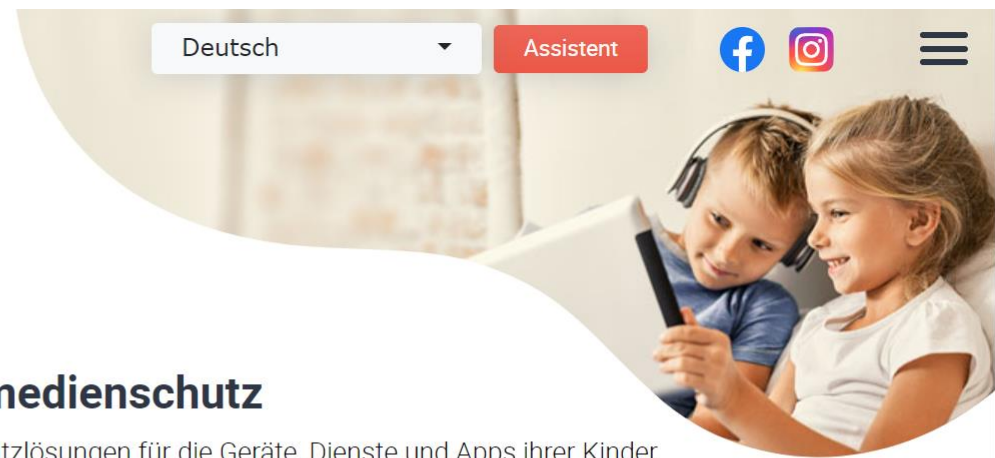 Deutsch
Assistent
medienschutz
tzlösungen für die Geräte, Dienste und Apps ihrer Kinder